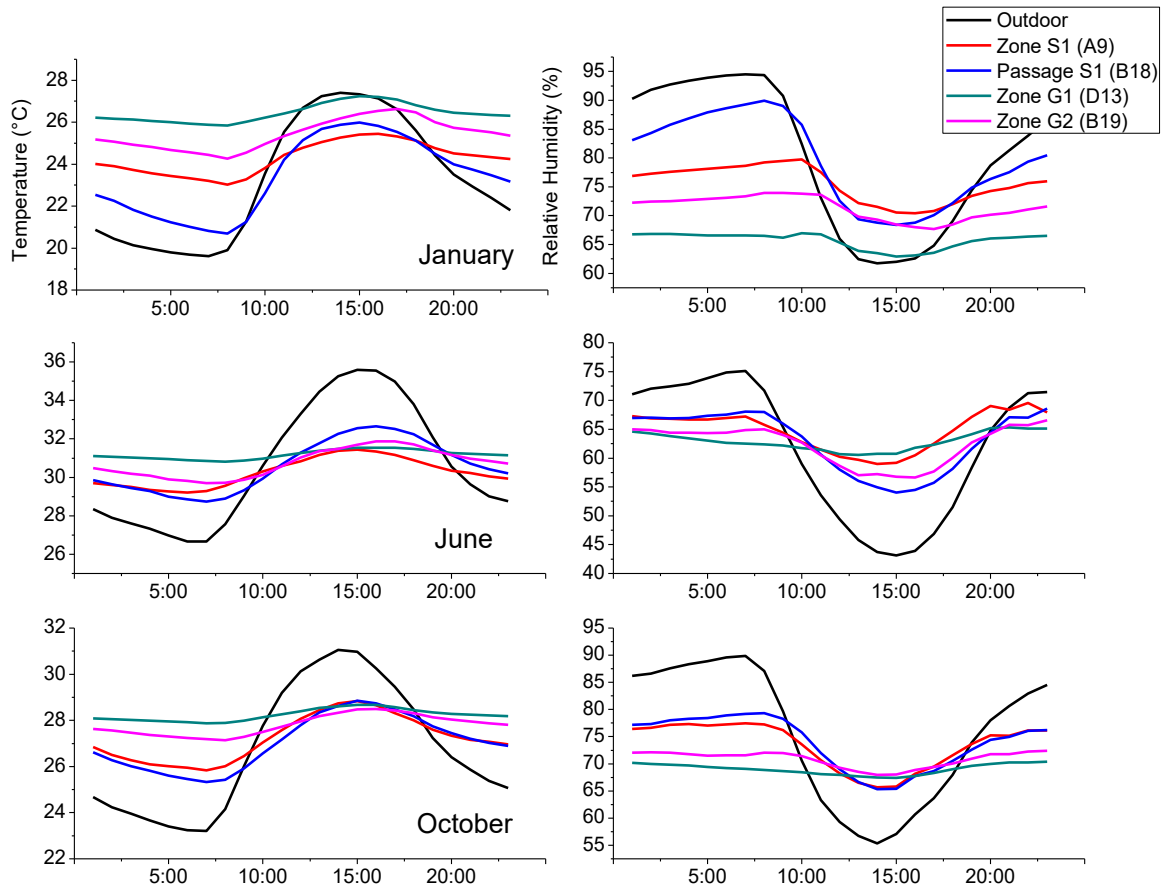 Outdoor
Zone S1 (A9)
Passage S1 (B18)
Zone G1 (D13)
Zone G2 (B19)
Temperature (°C)
28
26
24
22
20
18
January
5:00 10:00 15:00 20:00
Relative Humidity (%)
95
90
85
80
75
70
65
60
5:00 10:00 15:00 20:00
36
34
32
30
28
26
June
5:00 10:00 15:00 20:00
80
75
70
65
60
55
50
45
40
5:00 10:00 15:00 20:00
32
30
28
26
24
22
October
5:00 10:00 15:00 20:00
95
90
85
80
75
70
65
60
55
5:00 10:00 15:00 20:00